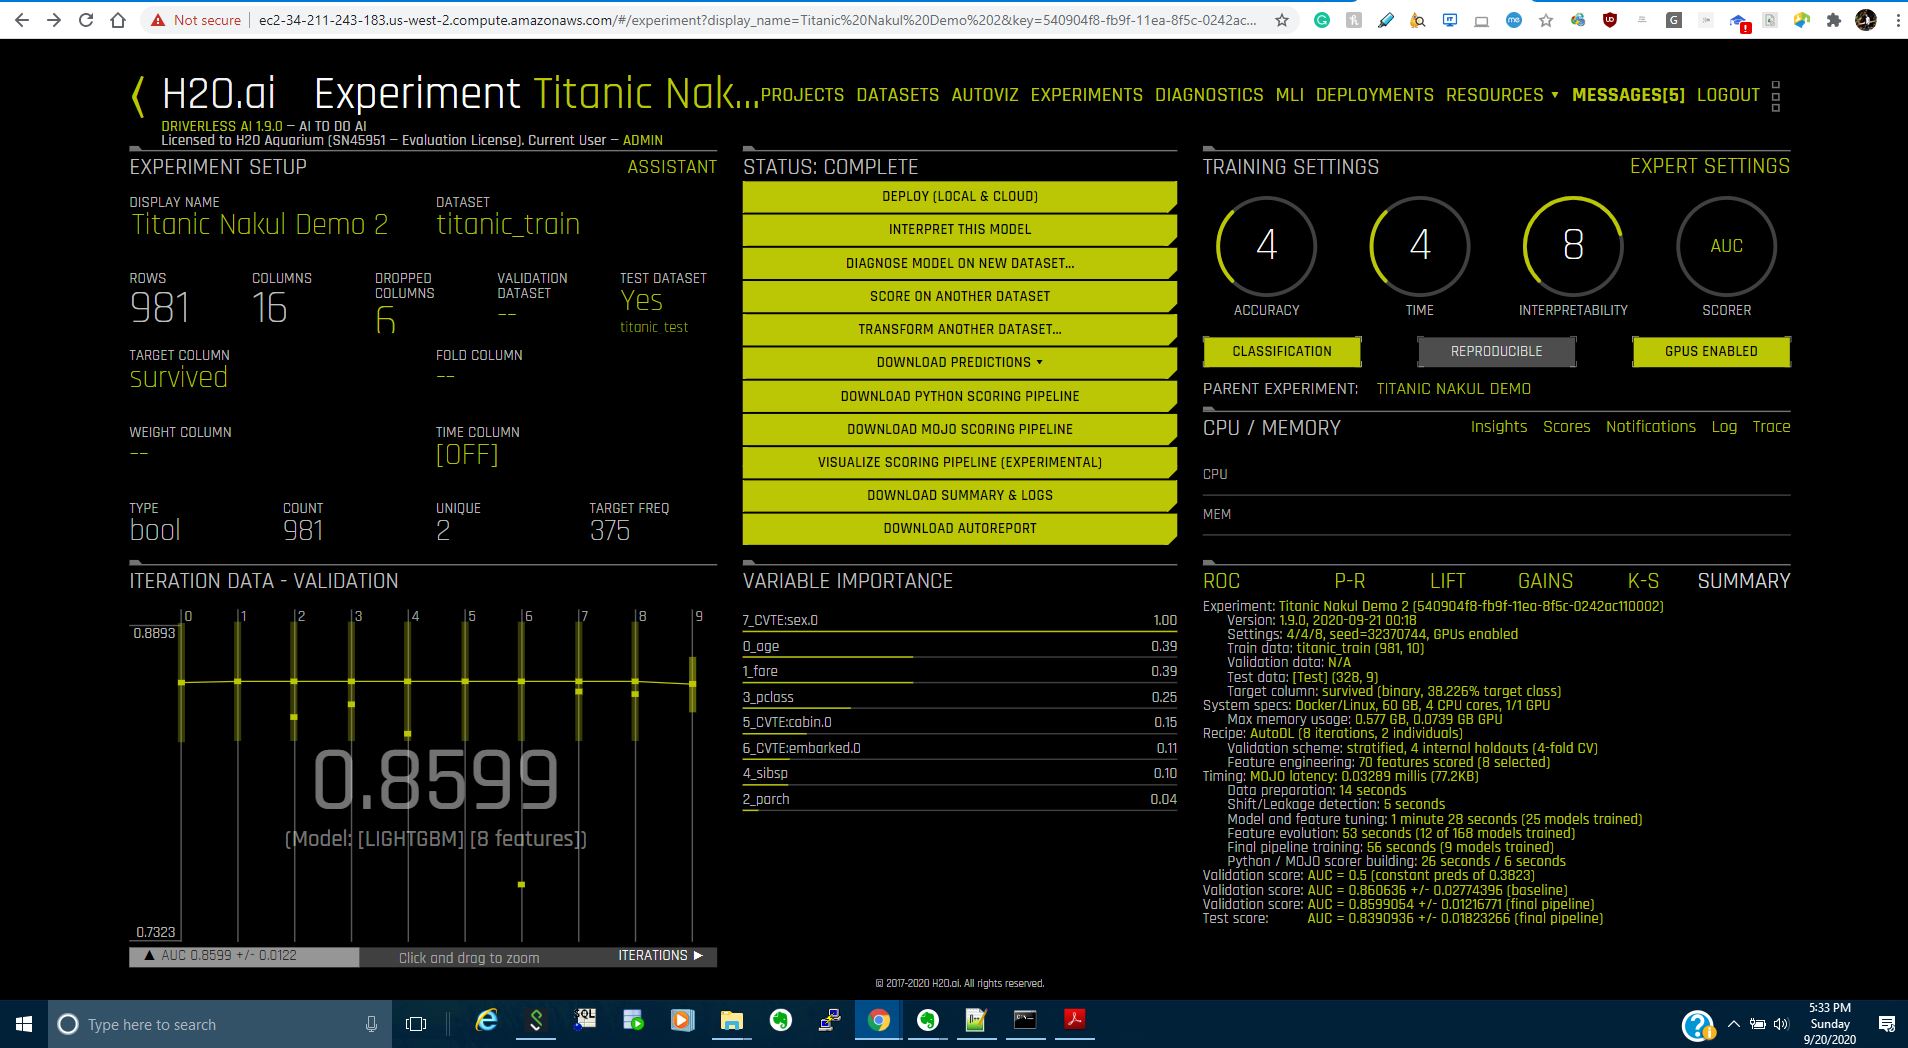 Not secure | ec2-34-211-243-183.us-west-2.compute.amazonaws.com/#/experiment?display_name=Titanic%20Nakul%20Demo%202&key=540904f8-fb9f-11ea-8f5c-0242ac...
H2O.ai Experiment Titanic Nak...
PROJECTS DATASETS AUTOVIZ EXPERIMENTS DIAGNOSTICS MLI DEPLOYMENTS RESOURCES ▾ MESSAGES[5] LOGOUT
DRIVERLESS AI 1.9.0 – AI TO DO AI
Licensed to H2O Aquarium (SN45951 – Evaluation License). Current User – ADMIN
EXPERIMENT SETUP ASSISTANT
DISPLAY NAME DATASET
Titanic Nakul Demo 2 titanic_train
ROWS COLUMNS DROPPED COLUMNS VALIDATION DATASET TEST DATASET
981 16 6 -- Yes
titanic_test
TARGET COLUMN FOLD COLUMN
survived --
WEIGHT COLUMN TIME COLUMN
-- [OFF]
TYPE COUNT UNIQUE TARGET FREQ
bool 981 2 375
STATUS: COMPLETE
DEPLOY (LOCAL & CLOUD)
INTERPRET THIS MODEL
DIAGNOSE MODEL ON NEW DATASET...
SCORE ON ANOTHER DATASET
TRANSFORM ANOTHER DATASET...
DOWNLOAD PREDICTIONS ▾
DOWNLOAD PYTHON SCORING PIPELINE
DOWNLOAD MOJO SCORING PIPELINE
VISUALIZE SCORING PIPELINE (EXPERIMENTAL)
DOWNLOAD SUMMARY & LOGS
DOWNLOAD AUTOREPORT
TRAINING SETTINGS EXPERT SETTINGS
4 4 8 AUC
ACCURACY TIME INTERPRETABILITY SCORER
CLASSIFICATION REPRODUCIBLE GPUS ENABLED
PARENT EXPERIMENT: TITANIC NAKUL DEMO
CPU / MEMORY Insights Scores Notifications Log Trace
CPU
MEM
ITERATION DATA - VALIDATION
0 1 2 3 4 5 6 7 8 9
0.8893
0.8599
(Model: [LIGHTGBM] [8 features])
0.7323
▲ AUC 0.8599 +/- 0.0122 Click and drag to zoom ITERATIONS ▶
VARIABLE IMPORTANCE
7_CVTE:sex.0 1.00
0_age 0.39
1_fare 0.39
3_pclass 0.25
5_CVTE:cabin.0 0.15
6_CVTE:embarked.0 0.11
4_sibsp 0.10
2_parch 0.04
ROC P-R LIFT GAINS K-S SUMMARY
Experiment: Titanic Nakul Demo 2 (540904f8-fb9f-11ea-8f5c-0242ac110002)
Version: 1.9.0, 2020-09-21 00:18
Settings: 4/4/8, seed=32370744, GPUs enabled
Train data: titanic_train (981, 10)
Validation data: N/A
Test data: [Test] (328, 9)
Target column: survived (binary, 38.226% target class)
System specs: Docker/Linux, 60 GB, 4 CPU cores, 1/1 GPU
Max memory usage: 0.577 GB, 0.0739 GB GPU
Recipe: AutoDL (8 iterations, 2 individuals)
Validation scheme: stratified, 4 internal holdouts (4-fold CV)
Feature engineering: 70 features scored (8 selected)
Timing: MOJO latency: 0.03289 millis (77.2KB)
Data preparation: 14 seconds
Shift/Leakage detection: 5 seconds
Model and feature tuning: 1 minute 28 seconds (25 models trained)
Feature evolution: 53 seconds (12 of 168 models trained)
Final pipeline training: 56 seconds (9 models trained)
Python / MOJO scorer building: 26 seconds / 6 seconds
Validation score: AUC = 0.5 (constant preds of 0.3823)
Validation score: AUC = 0.860636 +/- 0.02774396 (baseline)
Validation score: AUC = 0.8599054 +/- 0.01216771 (final pipeline)
Test score: AUC = 0.8390936 +/- 0.01823266 (final pipeline)
© 2017-2020 H2O.ai. All rights reserved.
Type here to search
5:33 PM
Sunday
9/20/2020